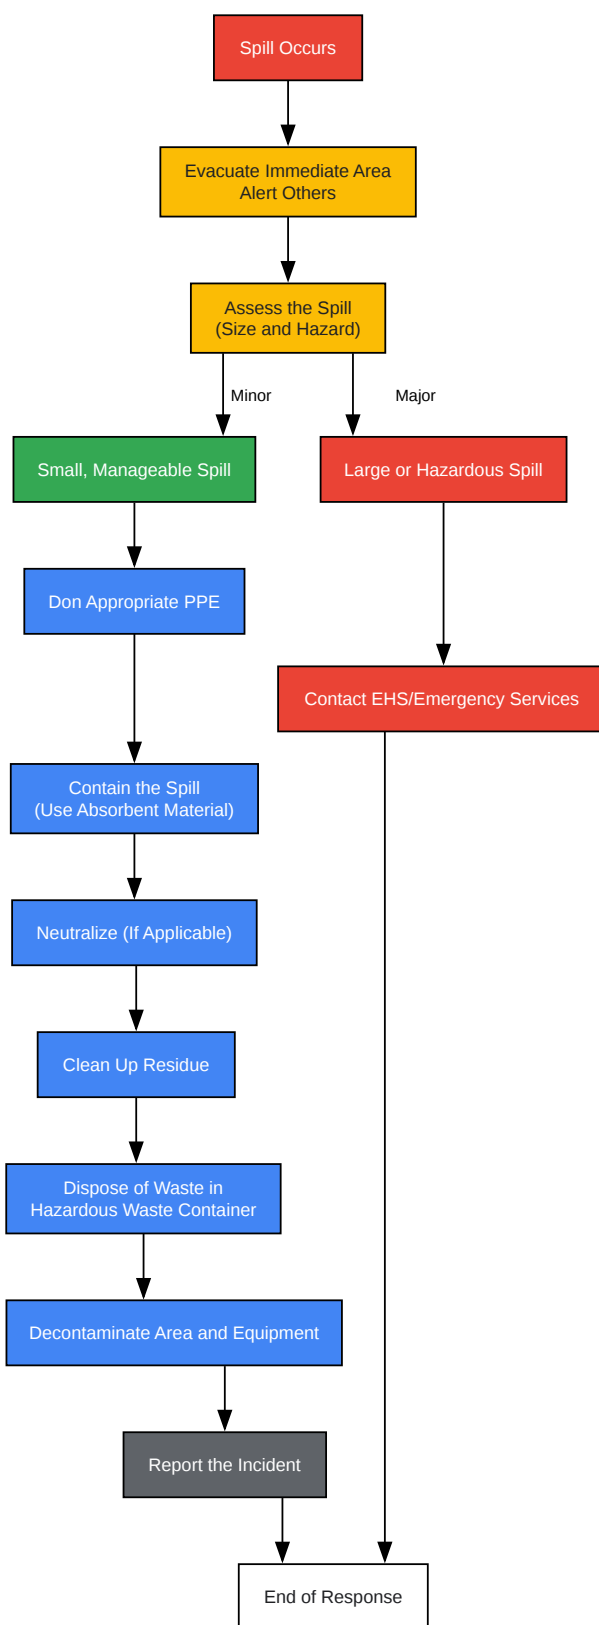 Spill Occurs
Evacuate Immediate Area
Alert Others
Assess the Spill
(Size and Hazard)
Minor
Major
Small, Manageable Spill
Large or Hazardous Spill
Don Appropriate PPE
Contact EHS/Emergency Services
Contain the Spill
(Use Absorbent Material)
Neutralize (If Applicable)
Clean Up Residue
Dispose of Waste in
Hazardous Waste Container
Decontaminate Area and Equipment
Report the Incident
End of Response